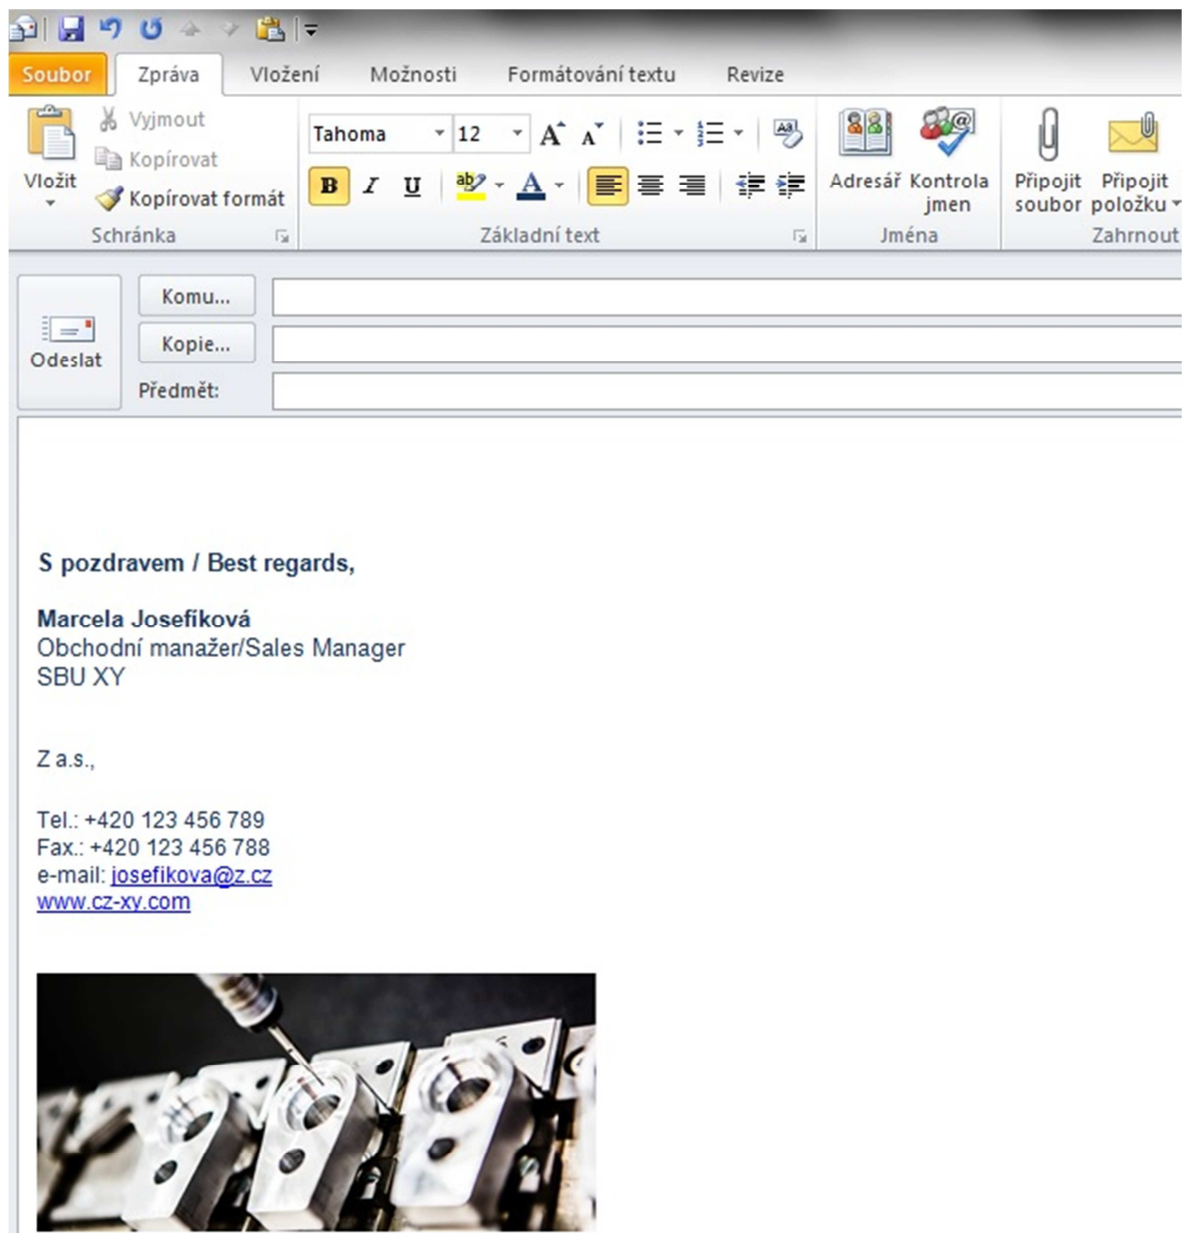 Soubor Zpráva Vložení Možnosti Formátování textu Revize
Vložit
Vyjmout
Kopírovat
Kopírovat formát
Schránka
Tahoma 12
B I U
Základní text
Adresář Kontrola jmen
Jména
Připojit soubor Připojit položku
Zahrnout
Odeslat
Komu...
Kopie...
Předmět:
S pozdravem / Best regards,
Marcela Josefíková
Obchodní manažer/Sales Manager
SBU XY
Z a.s.,
Tel.: +420 123 456 789
Fax.: +420 123 456 788
e-mail: josefikova@z.cz
www.cz-xy.com